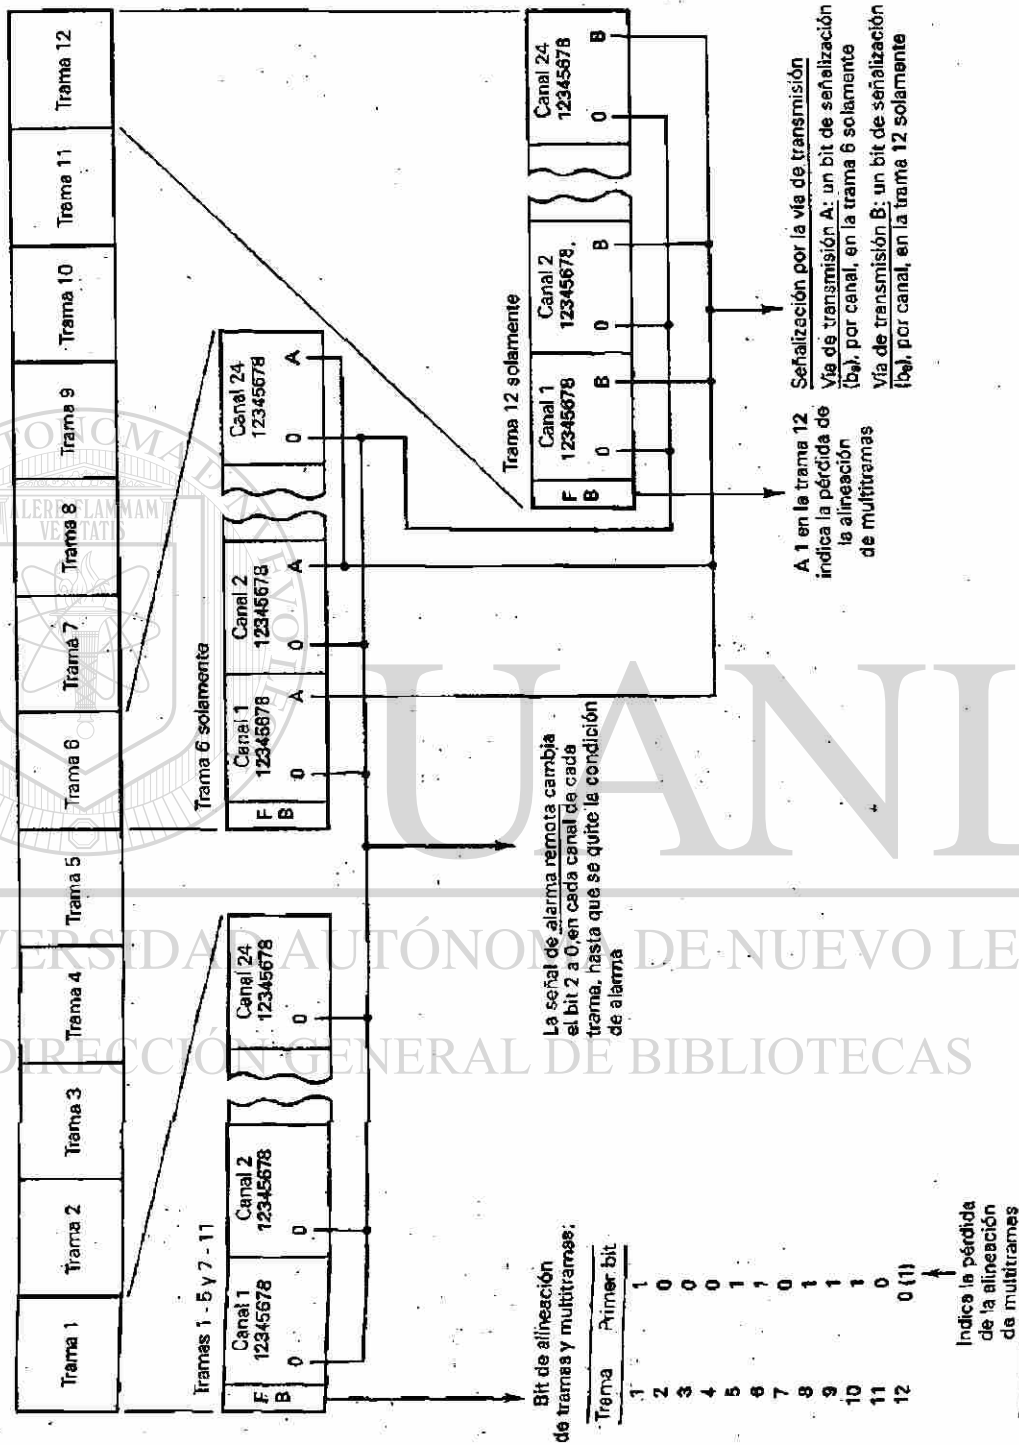 Trama 1
Trama 2
Trama 3
Trama 4
Trama 5
Trama 6
Trama 7
Trama 8
Trama 9
Trama 10
Trama 11
Trama 12
Tramas 1 - 5 y 7 - 11
F
B
Canal 1
12345678
0
Canal 2
12345678
0
Canal 24
12345678
0
Trama 6 solamente
F
B
Canal 1
12345678
0 A
Canal 2
12345678
0 A
Canal 24
12345678
0 A
Trama 12 solamente
F
B
Canal 1
12345678
0 B
Canal 2
12345678.
0 B
Canal 24
12345678
0 B
Bit de alineación
de tramas y multitramas:
Trama Primer bit
1 1
2 0
3 0
4 0
5 1
6 1
7 0
8 1
9 1
10 1
11 0
12 0 (1)
Indica la pérdida
de la alineación
de multitramas
La señal de alarma remota cambia
el bit 2 a 0, en cada canal de cada
trama, hasta que se quite la condición
de alarma
A 1 en la trama 12
indica la pérdida de
la alineación
de multitramas
Señalización por la vía de transmisión
Vía de transmisión A: un bit de señalización
(b₈), por canal, en la trama 6 solamente
Vía de transmisión B: un bit de señalización
(b₈), por canal, en la trama 12 solamente
ALERE FLAMMAM
VERITATIS
UANL
UNIVERSIDAD AUTÓNOMA DE NUEVO LE
DIRECCIÓN GENERAL DE BIBLIOTECAS